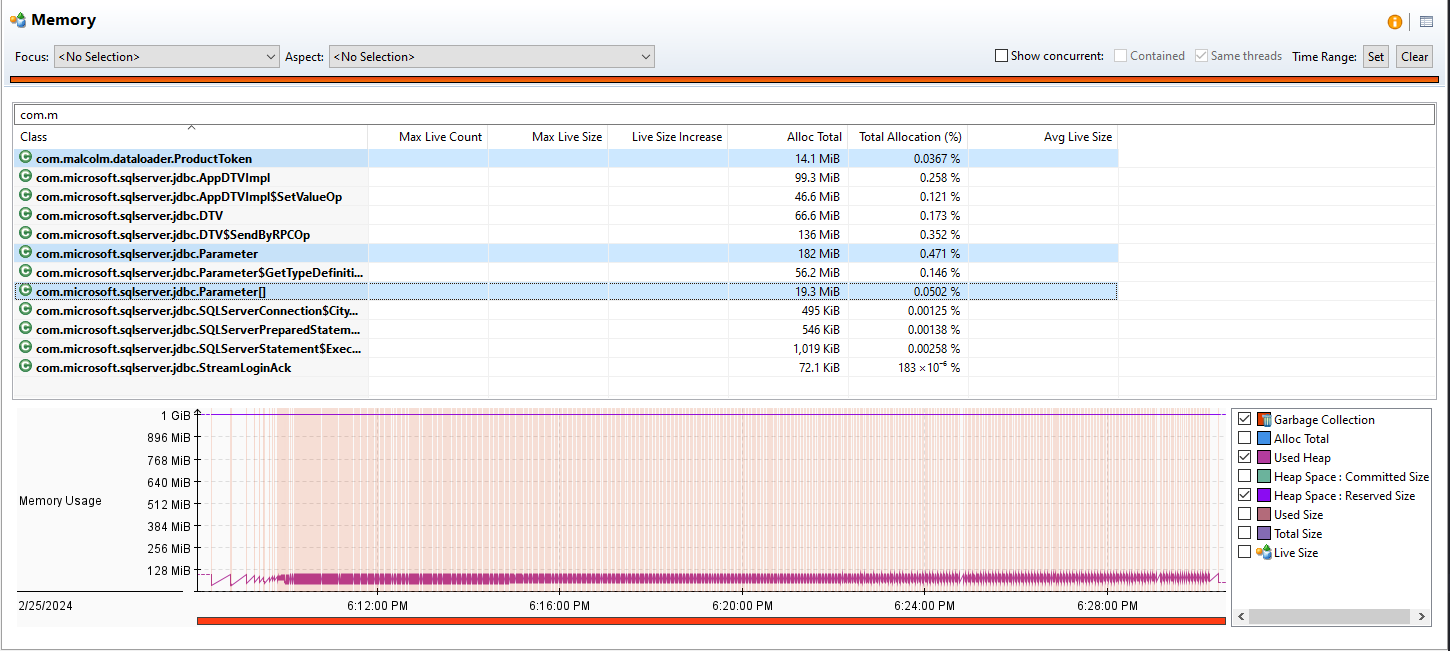 Memory
Focus: <No Selection> Aspect: <No Selection> Show concurrent: Contained Same threads Time Range: Set Clear
com.m
Class Max Live Count Max Live Size Live Size Increase Alloc Total Total Allocation (%) Avg Live Size
com.malcolm.dataloader.ProductToken 14.1 MiB 0.0367 %
com.microsoft.sqlserver.jdbc.AppDTVImpl 99.3 MiB 0.258 %
com.microsoft.sqlserver.jdbc.AppDTVImpl$SetValueOp 46.6 MiB 0.121 %
com.microsoft.sqlserver.jdbc.DTV 66.6 MiB 0.173 %
com.microsoft.sqlserver.jdbc.DTV$SendByRPCOp 136 MiB 0.352 %
com.microsoft.sqlserver.jdbc.Parameter 182 MiB 0.471 %
com.microsoft.sqlserver.jdbc.Parameter$GetTypeDefiniti... 56.2 MiB 0.146 %
com.microsoft.sqlserver.jdbc.Parameter[] 19.3 MiB 0.0502 %
com.microsoft.sqlserver.jdbc.SQLServerConnection$City... 495 KiB 0.00125 %
com.microsoft.sqlserver.jdbc.SQLServerPreparedStatem... 546 KiB 0.00138 %
com.microsoft.sqlserver.jdbc.SQLServerStatement$Exec... 1,019 KiB 0.00258 %
com.microsoft.sqlserver.jdbc.StreamLoginAck 72.1 KiB 183 ×10⁻⁶ %
Memory Usage
1 GiB
896 MiB
768 MiB
640 MiB
512 MiB
384 MiB
256 MiB
128 MiB
2/25/2024 6:12:00 PM 6:16:00 PM 6:20:00 PM 6:24:00 PM 6:28:00 PM
Garbage Collection
Alloc Total
Used Heap
Heap Space : Committed Size
Heap Space : Reserved Size
Used Size
Total Size
Live Size